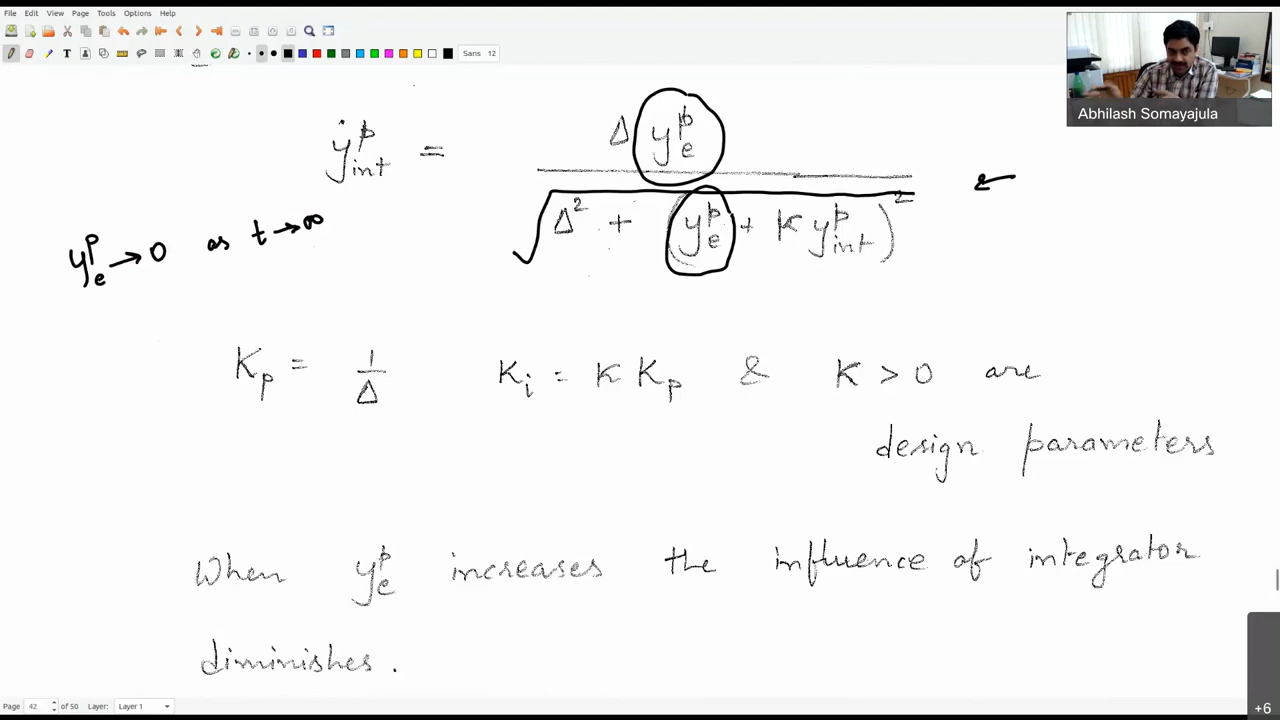 File Edit View Page Tools Options Help
Sans 12
Abhilash Somayajula
ẏ^p_int = Δ y^p_e / √(Δ² + (y^p_e + κ y^p_int)²)
y^p_e → 0 as t → ∞
K_p = 1/Δ K_i = κ K_p & κ > 0 are
design parameters
When y^p_e increases the influence of integrator
diminishes.
Page 42 of 50 Layer: Layer 1
+6